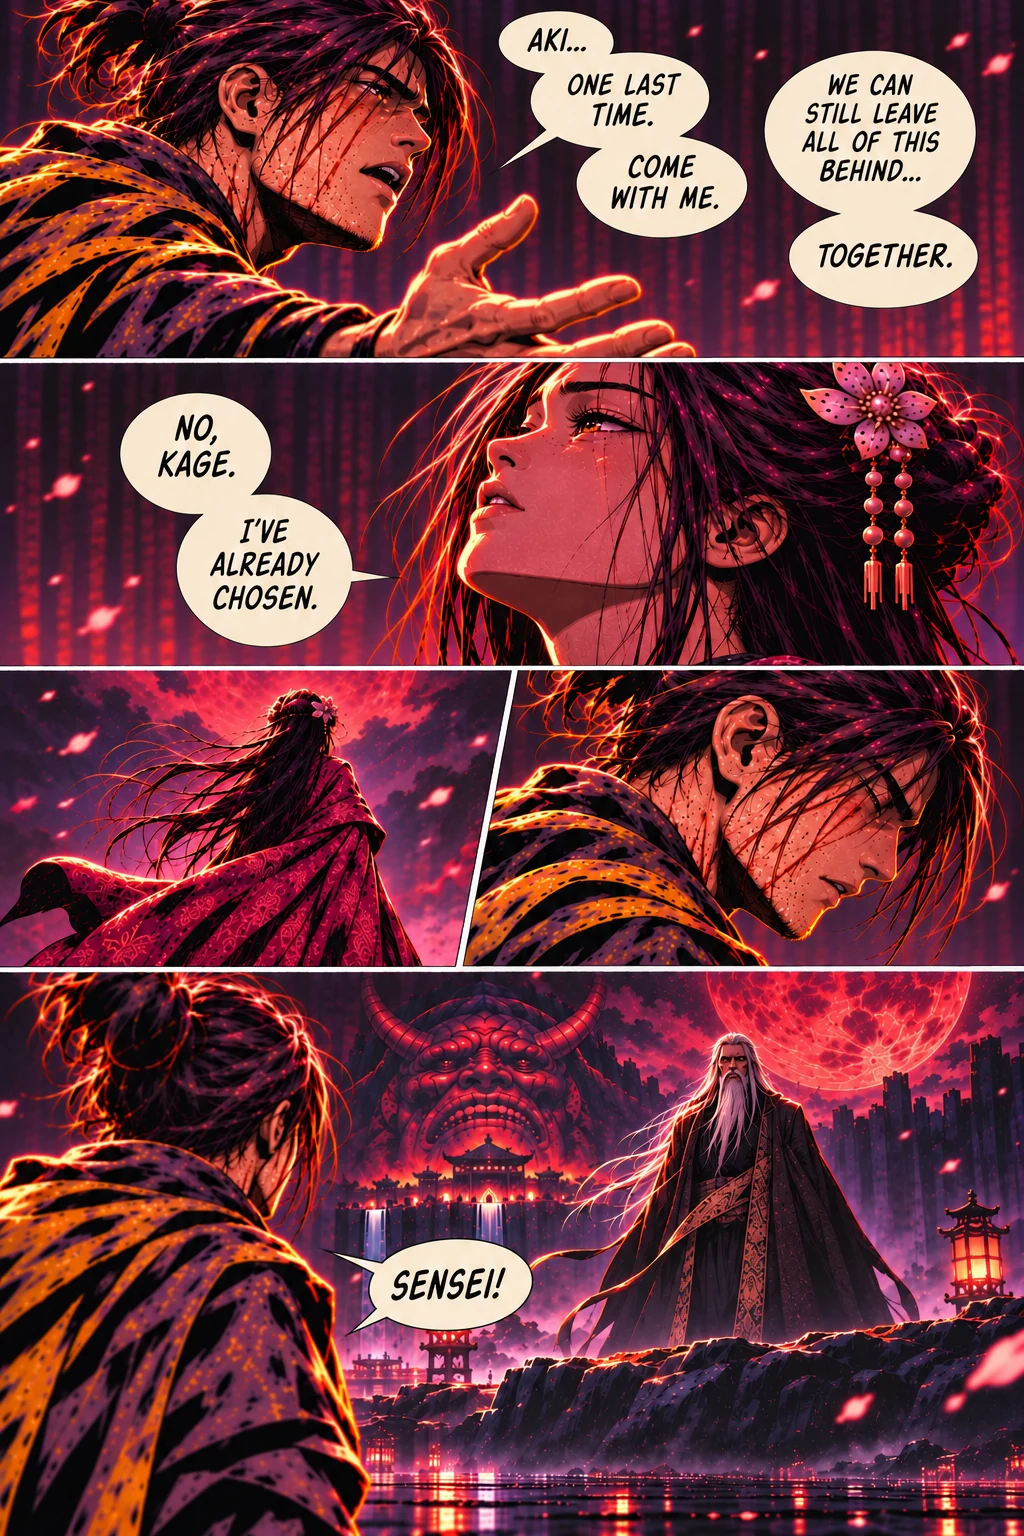 AKI...
ONE LAST
TIME.
COME
WITH ME.
WE CAN
STILL LEAVE
ALL OF THIS
BEHIND...
TOGETHER.
NO,
KAGE.
I'VE
ALREADY
CHOSEN.
SENSEI!